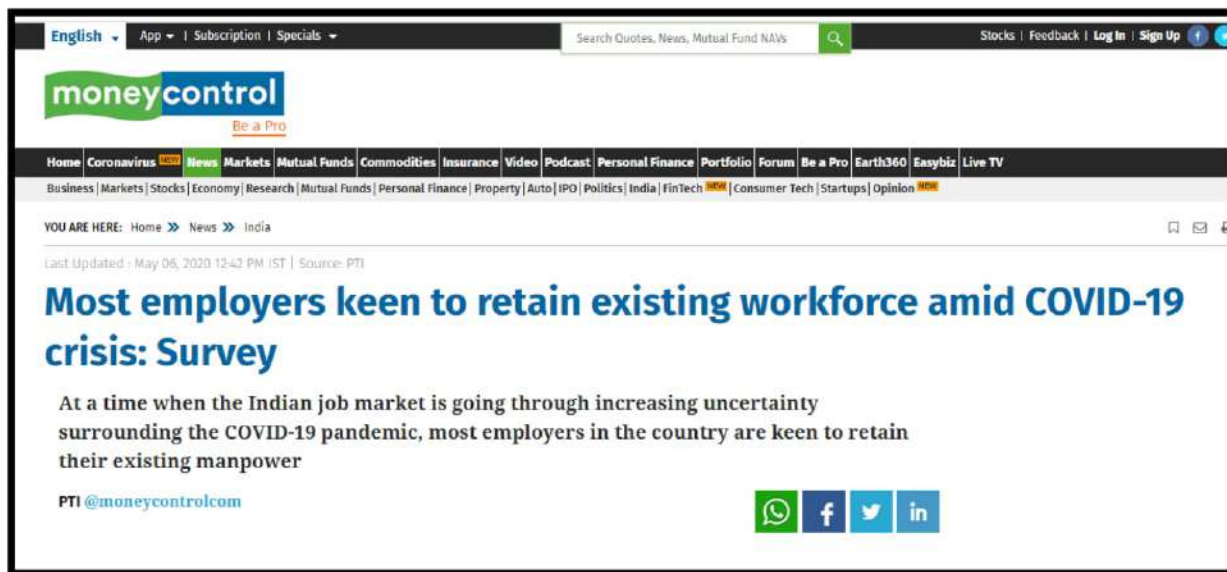 English App | Subscription | Specials Search Quotes, News, Mutual Fund NAVs Stocks | Feedback | Log In | Sign Up f
moneycontrol
Be a Pro
Home Coronavirus NEW News Markets Mutual Funds Commodities Insurance Video Podcast Personal Finance Portfolio Forum Be a Pro Earth360 Easybiz Live TV
Business | Markets | Stocks | Economy | Research | Mutual Funds | Personal Finance | Property | Auto | IPO | Politics | India | FinTech NEW | Consumer Tech | Startups | Opinion NEW
YOU ARE HERE: Home >> News >> India
Last Updated : May 06, 2020 12:42 PM IST | Source: PTI
Most employers keen to retain existing workforce amid COVID-19
crisis: Survey
At a time when the Indian job market is going through increasing uncertainty
surrounding the COVID-19 pandemic, most employers in the country are keen to retain
their existing manpower
PTI @moneycontrolcom
f in